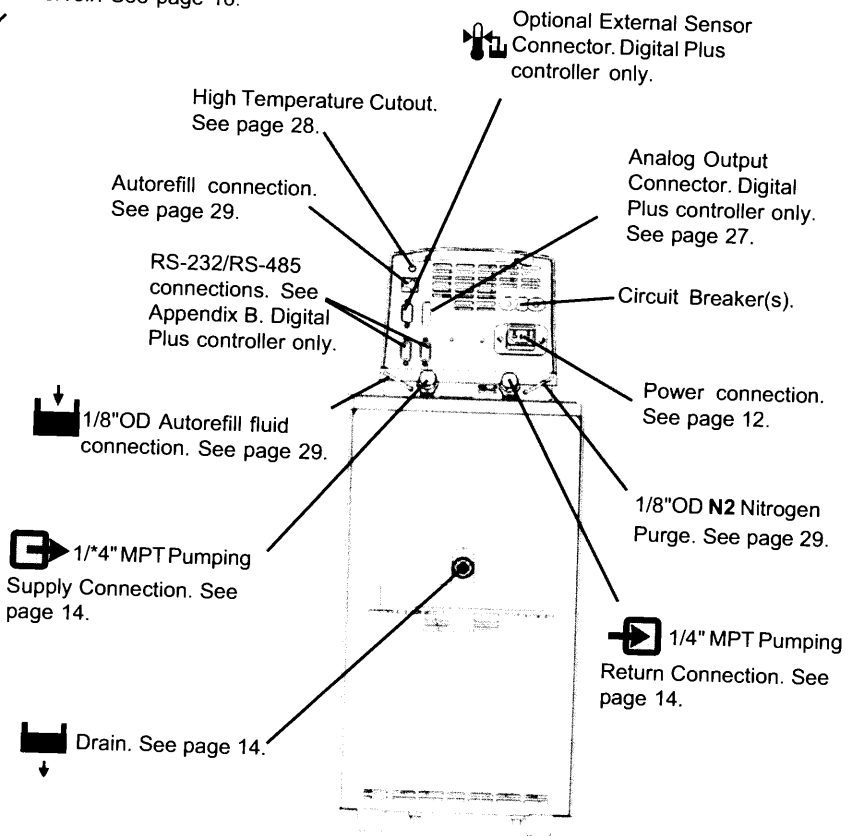 See page 16.
Optional External Sensor
Connector. Digital Plus
controller only.
High Temperature Cutout.
See page 28.
Analog Output
Connector. Digital
Plus controller only.
See page 27.
Autorefill connection.
See page 29.
RS-232/RS-485
connections. See
Appendix B. Digital
Plus controller only.
Circuit Breaker(s).
Power connection.
See page 12.
1/8"OD Autorefill fluid
connection. See page 29.
1/8"OD N2 Nitrogen
Purge. See page 29.
1/*4" MPT Pumping
Supply Connection. See
page 14.
1/4" MPT Pumping
Return Connection. See
page 14.
Drain. See page 14.